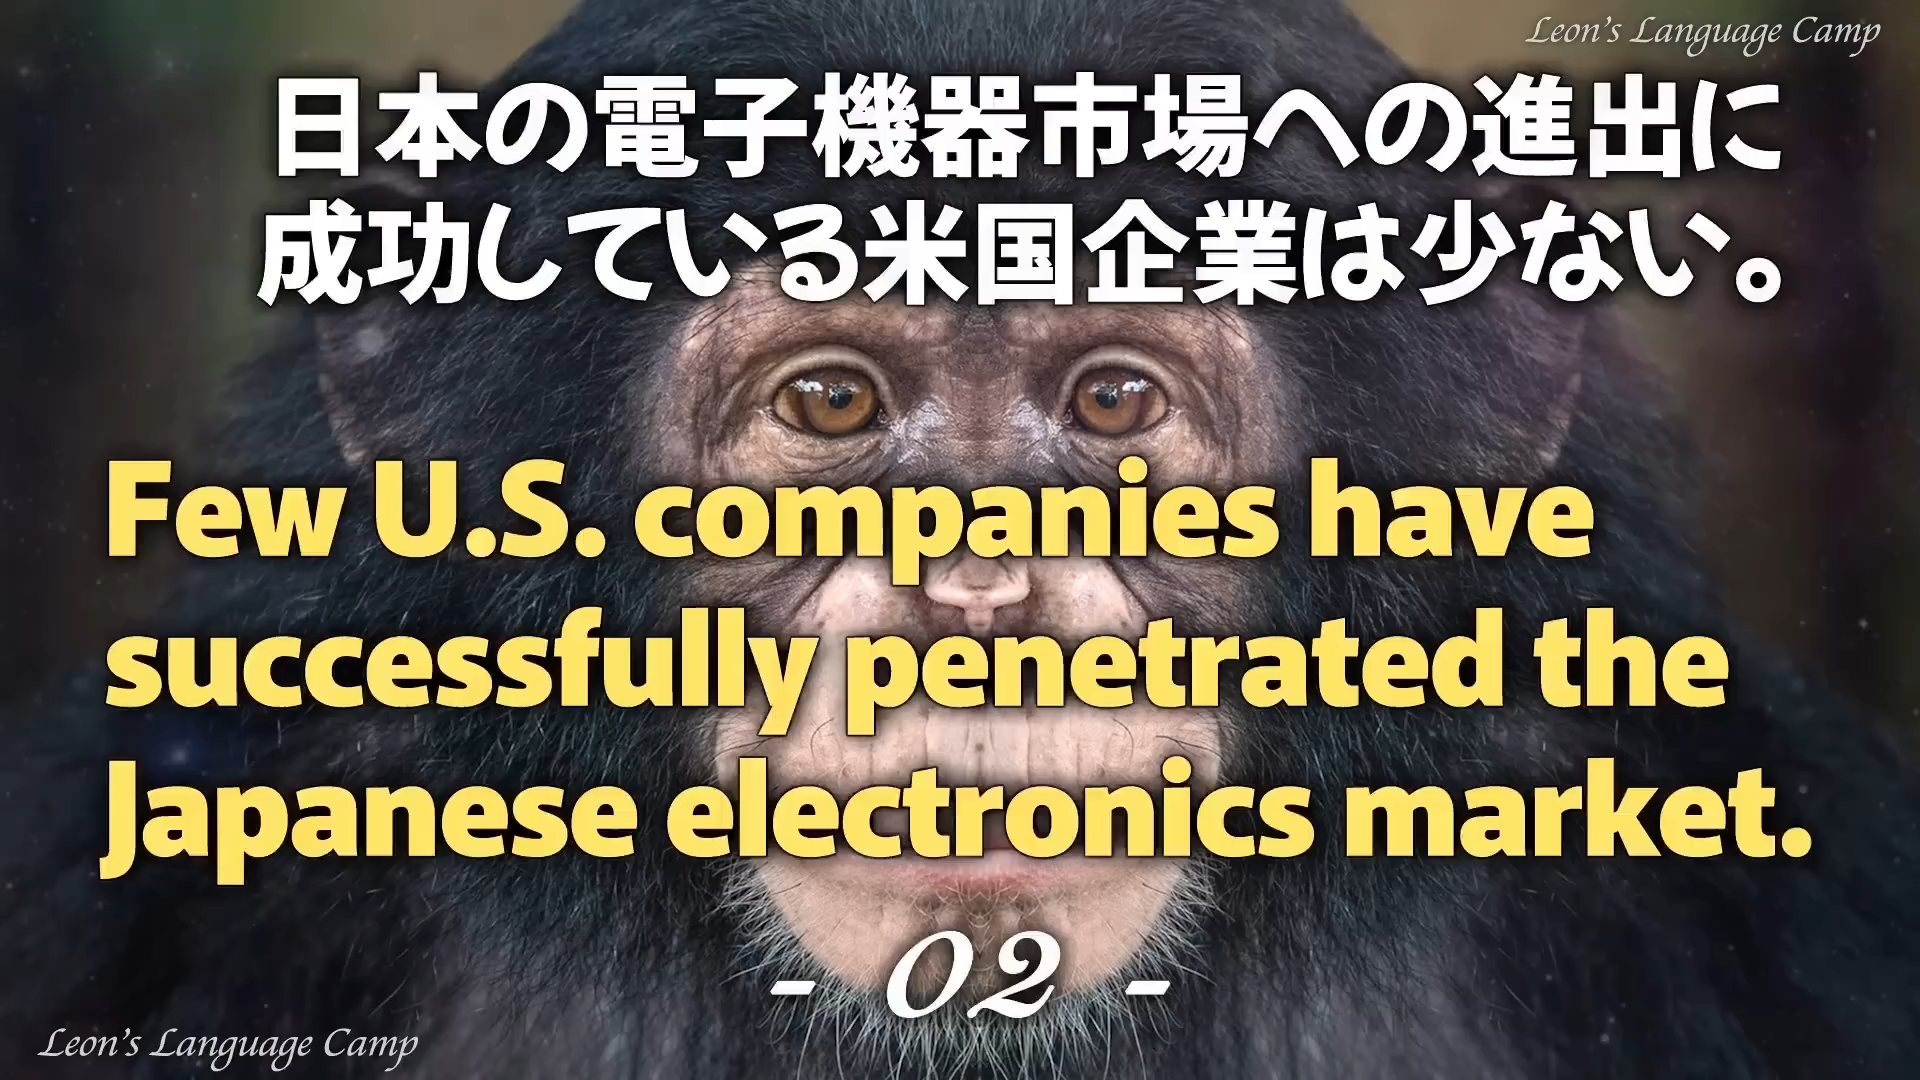 Leon's Language Camp
日本の電子機器市場への進出に
成功している米国企業は少ない。
Few U.S. companies have
successfully penetrated the
Japanese electronics market.
- 02 -
Leon's Language Camp